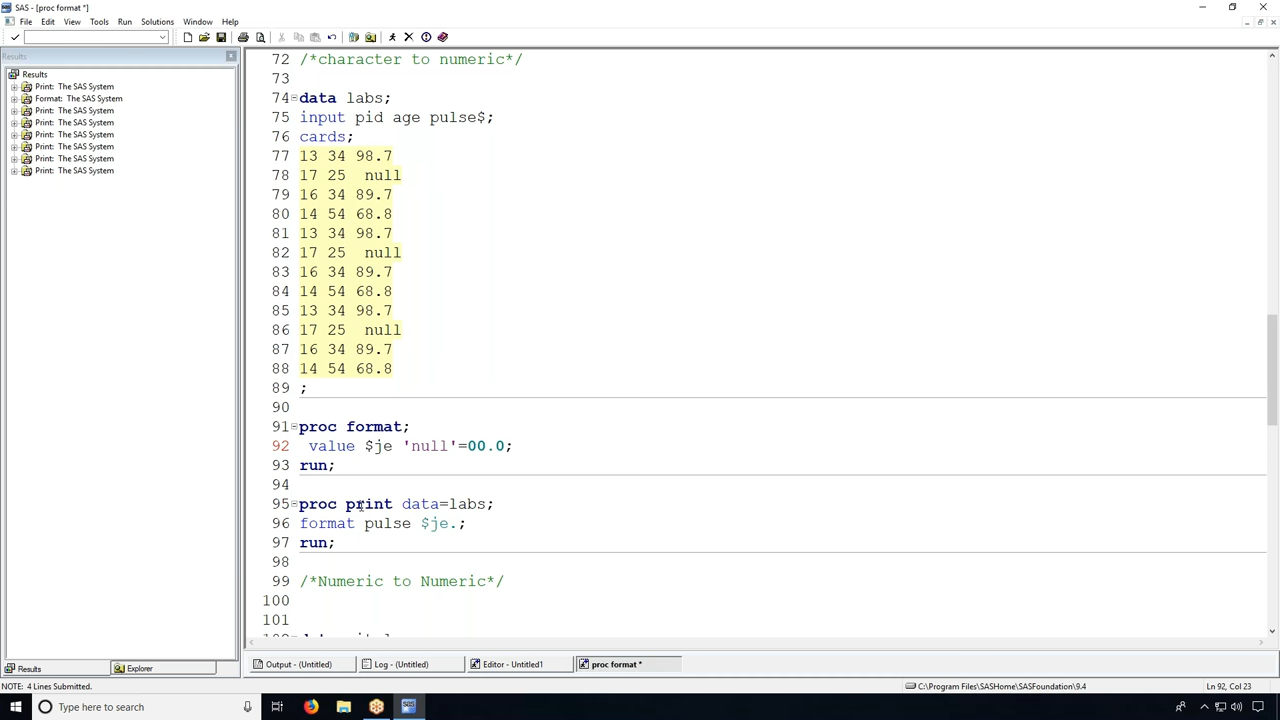 SAS - [proc format *]
File Edit View Tools Run Solutions Window Help
Results
Results
Print: The SAS System
Format: The SAS System
Print: The SAS System
Print: The SAS System
Print: The SAS System
Print: The SAS System
Print: The SAS System
Print: The SAS System
72 /*character to numeric*/
73
74 data labs;
75 input pid age pulse$;
76 cards;
77 13 34 98.7
78 17 25 null
79 16 34 89.7
80 14 54 68.8
81 13 34 98.7
82 17 25 null
83 16 34 89.7
84 14 54 68.8
85 13 34 98.7
86 17 25 null
87 16 34 89.7
88 14 54 68.8
89 ;
90
91 proc format;
92 value $je 'null'=00.0;
93 run;
94
95 proc print data=labs;
96 format pulse $je.;
97 run;
98
99 /*Numeric to Numeric*/
100
101
Results Explorer
Output - (Untitled) Log - (Untitled) Editor - Untitled1 proc format *
NOTE: 4 Lines Submitted. C:\Program Files\SASHome\SASFoundation\9.4 Ln 92, Col 23
Type here to search